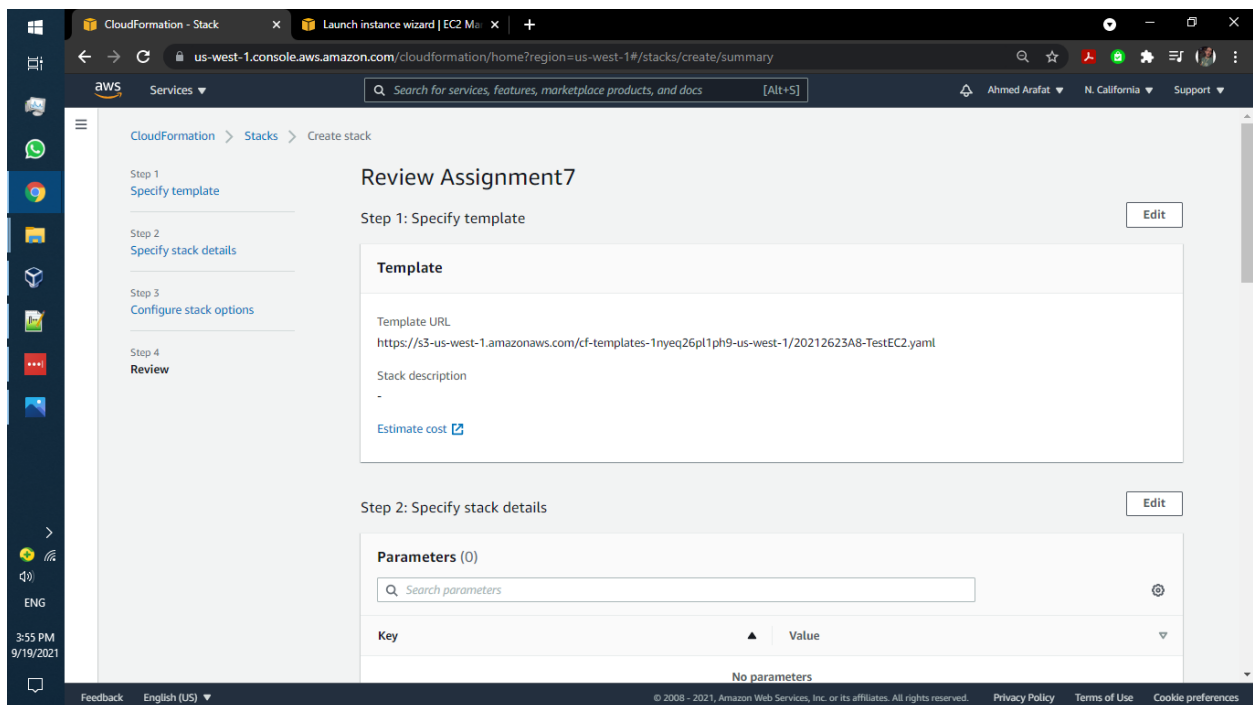 CloudFormation - Stack
Launch instance wizard | EC2 Ma
us-west-1.console.aws.amazon.com/cloudformation/home?region=us-west-1#/stacks/create/summary
aws
Services
Search for services, features, marketplace products, and docs
[Alt+S]
Ahmed Arafat
N. California
Support
CloudFormation > Stacks > Create stack
Step 1
Specify template
Step 2
Specify stack details
Step 3
Configure stack options
Step 4
Review
Review Assignment7
Step 1: Specify template
Edit
Template
Template URL
https://s3-us-west-1.amazonaws.com/cf-templates-1nyeq26pl1ph9-us-west-1/20212623A8-TestEC2.yaml
Stack description
-
Estimate cost
Step 2: Specify stack details
Edit
Parameters (0)
Search parameters
Key
Value
No parameters
ENG
3:55 PM
9/19/2021
Feedback
English (US)
© 2008 - 2021, Amazon Web Services, Inc. or its affiliates. All rights reserved.
Privacy Policy
Terms of Use
Cookie preferences